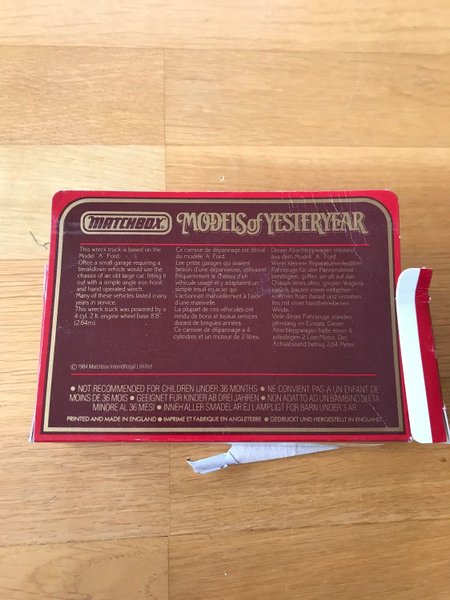 MATCHBOX
MODELS of YESTERYEAR
This wreck truck is based on the
Model "A" Ford.
Often a small garage requiring a
breakdown vehicle would use the
chassis of an old large car, fitting it
out with a simple angle iron hoist
and hand operated winch.
Many of these vehicles lasted many
years in service.
This wreck truck was powered by a
4 cyl. 2 lt. engine wheel base 8'8"
(2.64m).
Ce camion de dépannage est dérivé
du modèle "A" Ford.
Les petite garages qui avaient
besoin d'une dépanneuse, utilisaient
fréquemment le chassis d'un
véhicule usagé et y adaptaient un
simple treuil en acier qui
s'actionnait manuellement à l'aide
d'une manivelle.
La plupart de ces véhicules ont
rendu de bons et loyaux services
durant de longues années.
Ce camion de dépannage a 4
cylindres et un moteur de 2 litres.
Dieser Abschleppwagen entstand
aus dem Modell "A" Ford.
Wenn kleinere Reparaturwerkstätten
Fahrzeuge für den Pannendienst
benötigten, griffen sie oft auf das
Chassis eines alten, großen Wagens
zurück, bauten einen einfachen
eisernen Kran darauf und versahen
ihn mit einer handbetriebenen
Winde.
Viele dieser Fahrzeuge standen
jahrelang im Einsatz. Dieser
Abschleppwagen hatte einen 4
zylindrigen 2 Liter Motor. Der
Achsabstand betrug 2,64 Meter.
© 1984 Matchbox International Limited
• NOT RECOMMENDED FOR CHILDREN UNDER 36 MONTHS • NE CONVIENT PAS A UN ENFANT DE
MOINS DE 36 MOIS • GEEIGNET FUR KINDER AB DREI JAHREN • NON ADATTO AD UN BAMBINO DI ETA
MINORE AL 36 MESI • INNEHALLER SMADELAR EJ LAMPLIGT FOR BARN UNDER 3 AR
PRINTED AND MADE IN ENGLAND • IMPRIME ET FABRIQUE EN ANGLETERRE • GEDRUCKT UND HERGESTELLT IN ENGLAND